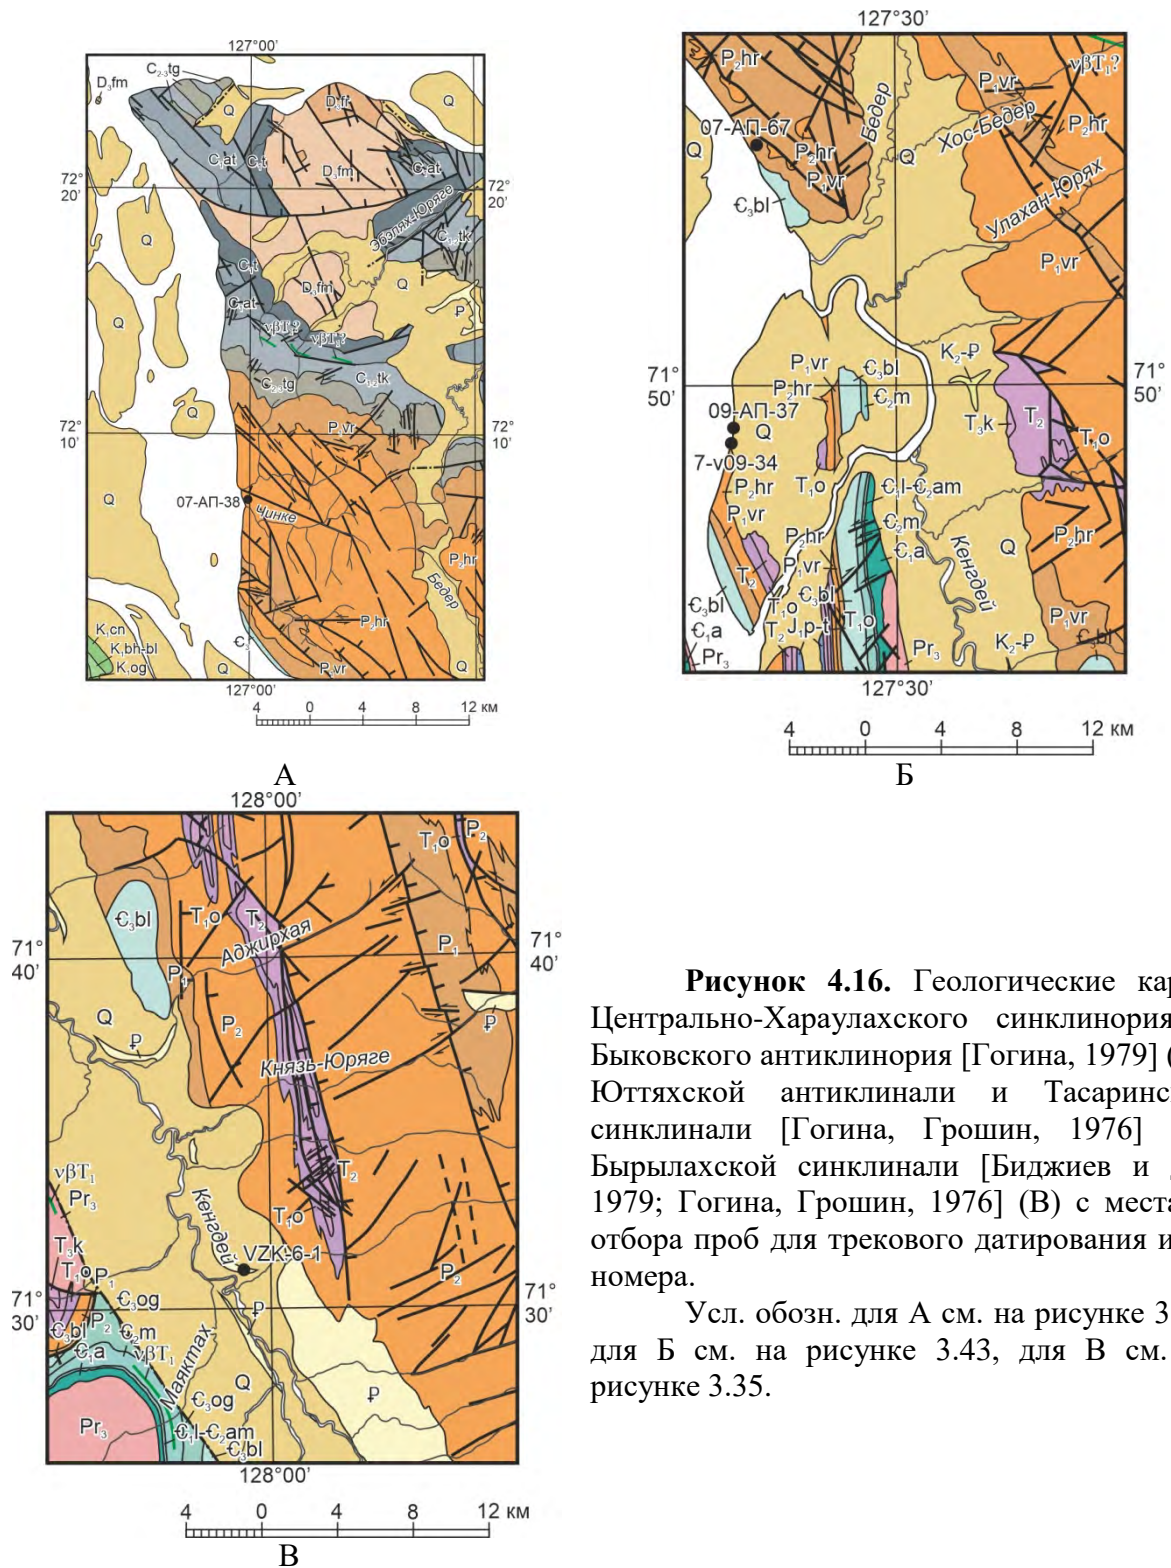 127°00′
C₂₋₃tg
D₃fm
Q
D₃fr
C₁at
C₁t
D₃fm
C₁at
72°
20′
72°
20′
Эбэлях-Юряге
C₁₋₂tk
Q
C₁t
D₃fm
Q
Q
C₁at
νβT₁?
νβT₁?
P
C₂₋₃tg
C₁₋₂tk
Q
P₁vr
72°
10′
72°
10′
Q
07-АП-38
Чинке
P₂hr
Бедер
P₂hr
Є₃
K₁cn
K₁bh-bl
K₁og
Q
P₁vr
Q
127°00′
4 0 4 8 12 км
А
127°30′
P₂hr
νβT₁?
P₁vr
Бедер
07-АП-67
Хос-Бедер
P₂hr
Q
P₂hr
Q
P₁vr
Є₃bl
Улахан-Юрях
P₁vr
P₁vr
K₂-₽
Є₃bl
71°
50′
P₂hr
71°
50′
09-АП-37
Є₂m
Q
T₃k
T₂
T₁o
7-v09-34
P₂hr
T₁o
Є₁l-Є₂am
P₁vr
Є₂m
P₂hr
Q
P₂hr
P₁vr
Є₁a
Кенгдей
T₂
Є₃bl
Є₃bl
T₁o
T₁o
P₁vr
Є₁a
T₂
J₁p-t
K₂-₽
Є₃bl
Pr₃
Pr₃
127°30′
4 0 4 8 12 км
Б
128°00′
T₁o
P₂
Є₃bl
T₁o
T₂
Аджирхая
71°
40′
P₁
P₁
71°
40′
Q
P₂
₽
₽
Князь-Юряге
νβT₁
Pr₃
T₂
Кенгдей
T₁o
T₃k
VZK-6-1
T₁o
P₁
P₂
71°
30′
Є₃og
₽
71°
30′
Є₃bl
P₂
Є₂m
Є₁a
νβT₁
Маяктах
Q
₽
Є₃og
Pr₃
Є₁l-Є₂am
Є₃bl
128°00′
4 0 4 8 12 км
В
Рисунок 4.16. Геологические кар
Центрально-Хараулахского синклинория
Быковского антиклинория [Гогина, 1979] (
Юттяхской антиклинали и Тасаринс
синклинали [Гогина, Грошин, 1976]
Бырылахской синклинали [Биджиев и
1979; Гогина, Грошин, 1976] (В) с места
отбора проб для трекового датирования и
номера.
Усл. обозн. для А см. на рисунке 3
для Б см. на рисунке 3.43, для В см.
рисунке 3.35.